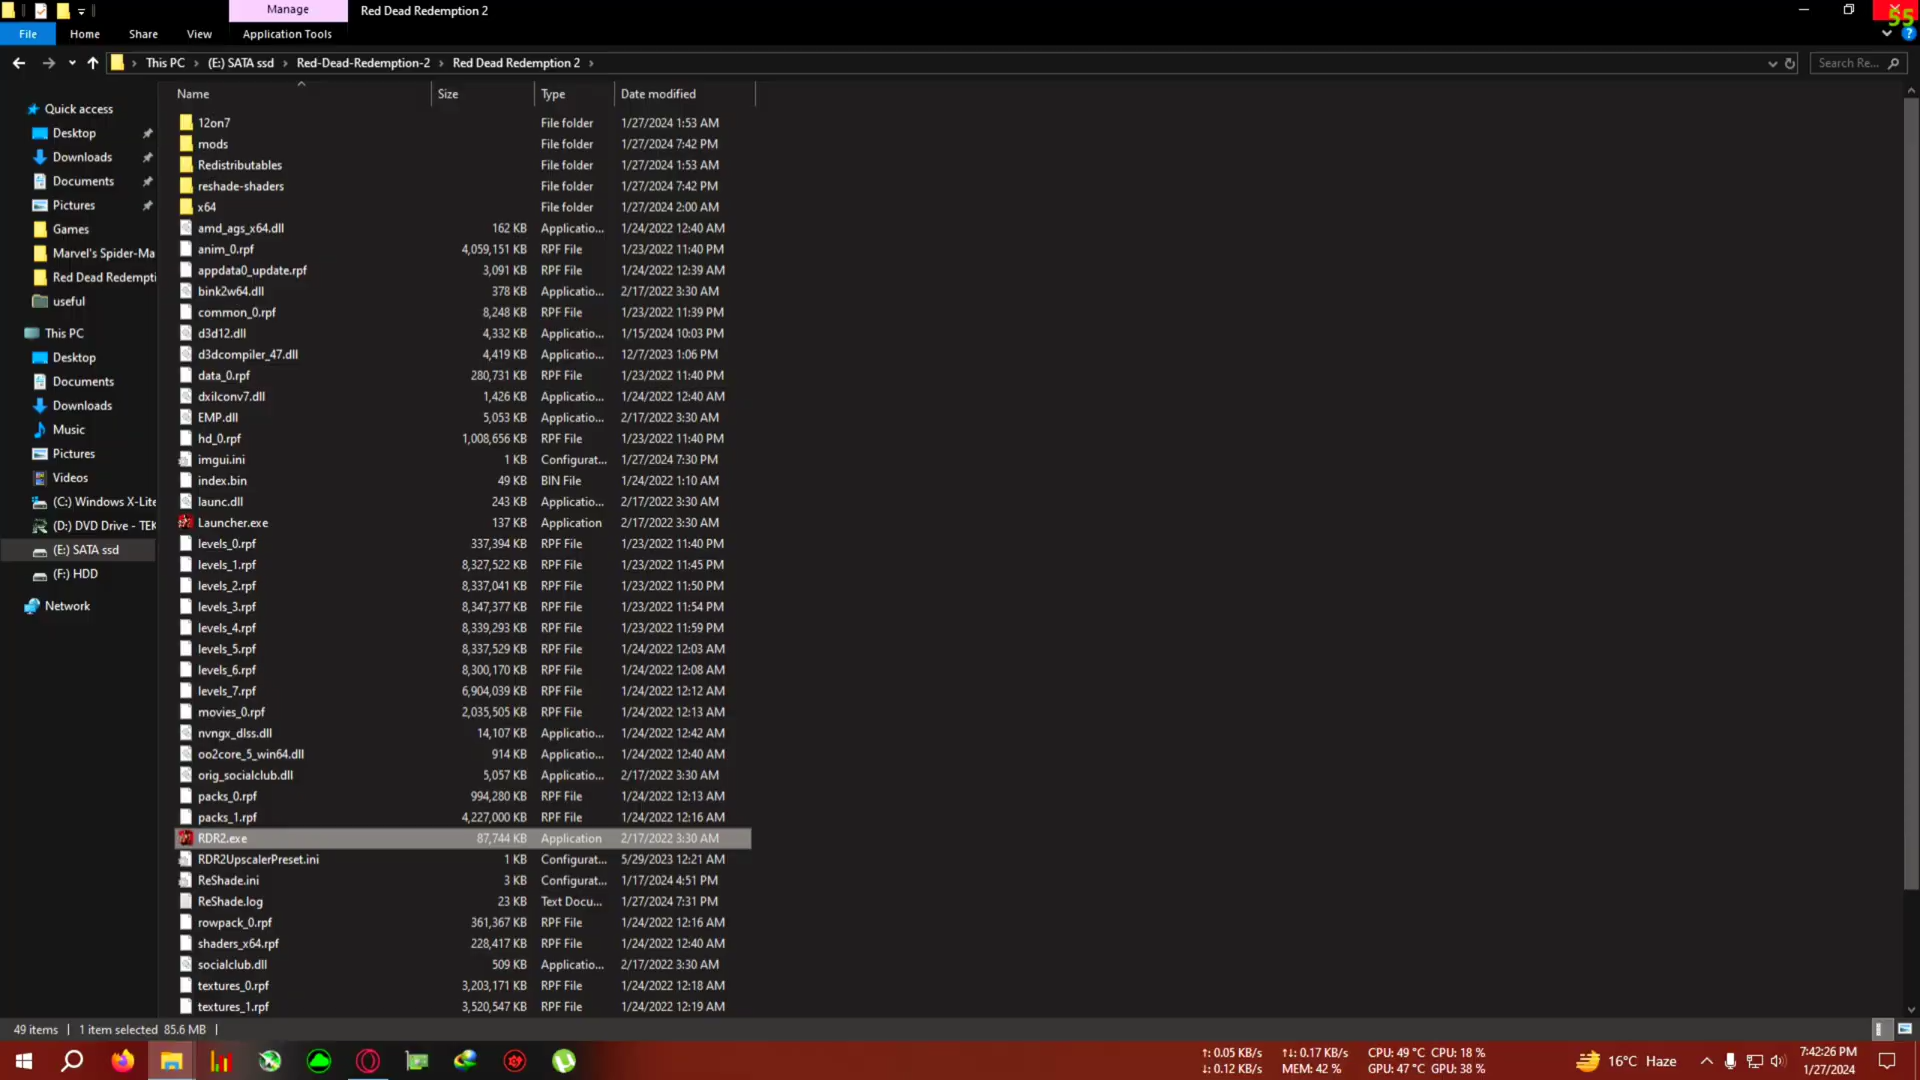 Manage
Red Dead Redemption 2
55
File
Home
Share
View
Application Tools
This PC
(E:) SATA ssd
Red-Dead-Redemption-2
Red Dead Redemption 2
Search Re...
Name
Size
Type
Date modified
Quick access
Desktop
Downloads
Documents
Pictures
Games
Marvel's Spider-Ma
Red Dead Redempti
useful
This PC
Desktop
Documents
Downloads
Music
Pictures
Videos
(C:) Windows X-Lite
(D:) DVD Drive - TEK
(E:) SATA ssd
(F:) HDD
Network
12on7 File folder 1/27/2024 1:53 AM
mods File folder 1/27/2024 7:42 PM
Redistributables File folder 1/27/2024 1:53 AM
reshade-shaders File folder 1/27/2024 7:42 PM
x64 File folder 1/27/2024 2:00 AM
amd_ags_x64.dll 162 KB Applicatio... 1/24/2022 12:40 AM
anim_0.rpf 4,059,151 KB RPF File 1/23/2022 11:40 PM
appdata0_update.rpf 3,091 KB RPF File 1/24/2022 12:39 AM
bink2w64.dll 378 KB Applicatio... 2/17/2022 3:30 AM
common_0.rpf 8,248 KB RPF File 1/23/2022 11:39 PM
d3d12.dll 4,332 KB Applicatio... 1/15/2024 10:03 PM
d3dcompiler_47.dll 4,419 KB Applicatio... 12/7/2023 1:06 PM
data_0.rpf 280,731 KB RPF File 1/23/2022 11:40 PM
dxilconv7.dll 1,426 KB Applicatio... 1/24/2022 12:40 AM
EMP.dll 5,053 KB Applicatio... 2/17/2022 3:30 AM
hd_0.rpf 1,008,656 KB RPF File 1/23/2022 11:40 PM
imgui.ini 1 KB Configurat... 1/27/2024 7:30 PM
index.bin 49 KB BIN File 1/24/2022 1:10 AM
launc.dll 243 KB Applicatio... 2/17/2022 3:30 AM
Launcher.exe 137 KB Application 2/17/2022 3:30 AM
levels_0.rpf 337,394 KB RPF File 1/23/2022 11:40 PM
levels_1.rpf 8,327,522 KB RPF File 1/23/2022 11:45 PM
levels_2.rpf 8,337,041 KB RPF File 1/23/2022 11:50 PM
levels_3.rpf 8,347,377 KB RPF File 1/23/2022 11:54 PM
levels_4.rpf 8,339,293 KB RPF File 1/23/2022 11:59 PM
levels_5.rpf 8,337,529 KB RPF File 1/24/2022 12:03 AM
levels_6.rpf 8,300,170 KB RPF File 1/24/2022 12:08 AM
levels_7.rpf 6,904,039 KB RPF File 1/24/2022 12:12 AM
movies_0.rpf 2,035,505 KB RPF File 1/24/2022 12:13 AM
nvngx_dlss.dll 14,107 KB Applicatio... 1/24/2022 12:42 AM
oo2core_5_win64.dll 914 KB Applicatio... 1/24/2022 12:40 AM
orig_socialclub.dll 5,057 KB Applicatio... 2/17/2022 3:30 AM
packs_0.rpf 994,280 KB RPF File 1/24/2022 12:13 AM
packs_1.rpf 4,227,000 KB RPF File 1/24/2022 12:16 AM
RDR2.exe 87,744 KB Application 2/17/2022 3:30 AM
RDR2UpscalerPreset.ini 1 KB Configurat... 5/29/2023 12:21 AM
ReShade.ini 3 KB Configurat... 1/17/2024 4:51 PM
ReShade.log 23 KB Text Docu... 1/27/2024 7:31 PM
rowpack_0.rpf 361,367 KB RPF File 1/24/2022 12:16 AM
shaders_x64.rpf 228,417 KB RPF File 1/24/2022 12:40 AM
socialclub.dll 509 KB Applicatio... 2/17/2022 3:30 AM
textures_0.rpf 3,203,171 KB RPF File 1/24/2022 12:18 AM
textures_1.rpf 3,520,547 KB RPF File 1/24/2022 12:19 AM
49 items
1 item selected 85.6 MB
↑: 0.05 KB/s ↑↓: 0.17 KB/s CPU: 49 °C CPU: 18 %
↓: 0.12 KB/s MEM: 42 % GPU: 47 °C GPU: 38 %
16°C Haze
7:42:26 PM
1/27/2024